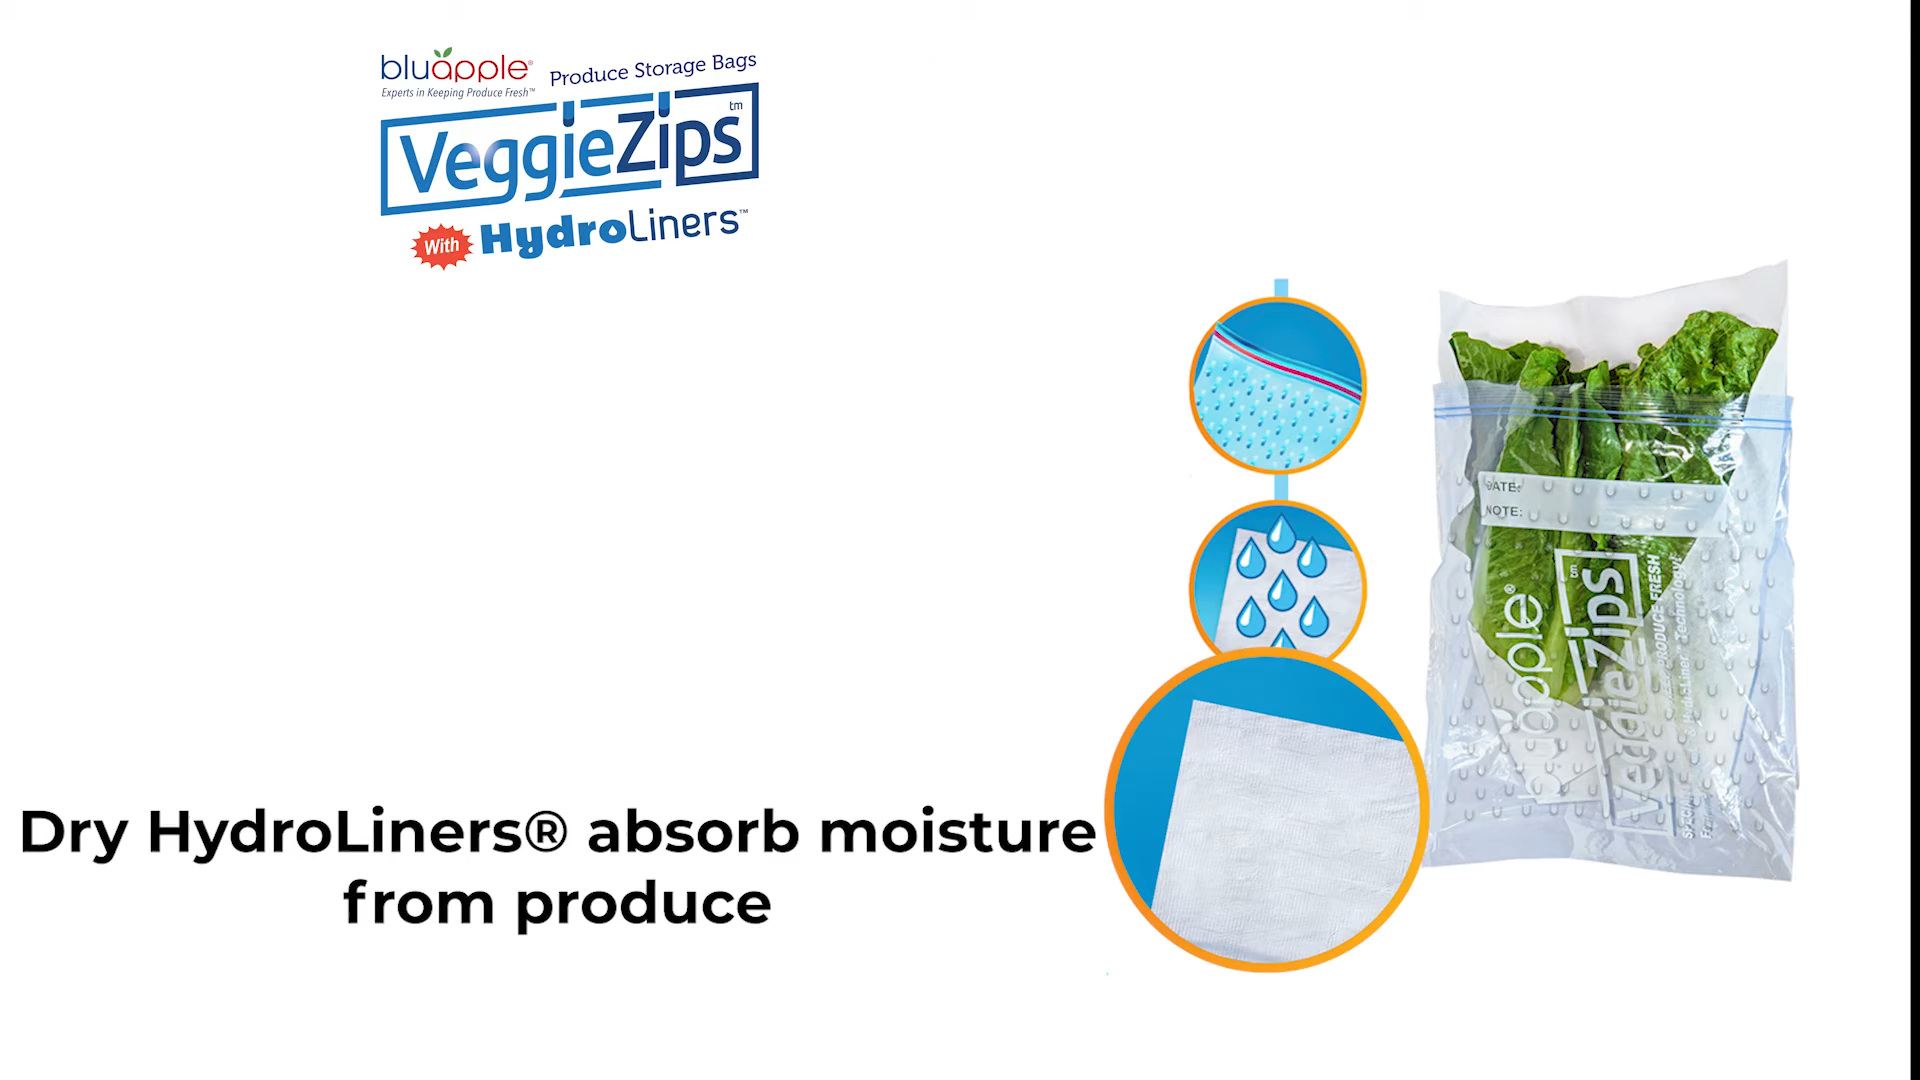 bluapple®
Experts in Keeping Produce Fresh™
Produce Storage Bags
VeggieZips tm
With HydroLiners™
DATE:
NOTE:
bluapple®
VeggieZips tm
PRODUCE FRESH
Technology!
Dry HydroLiners® absorb moisture
from produce